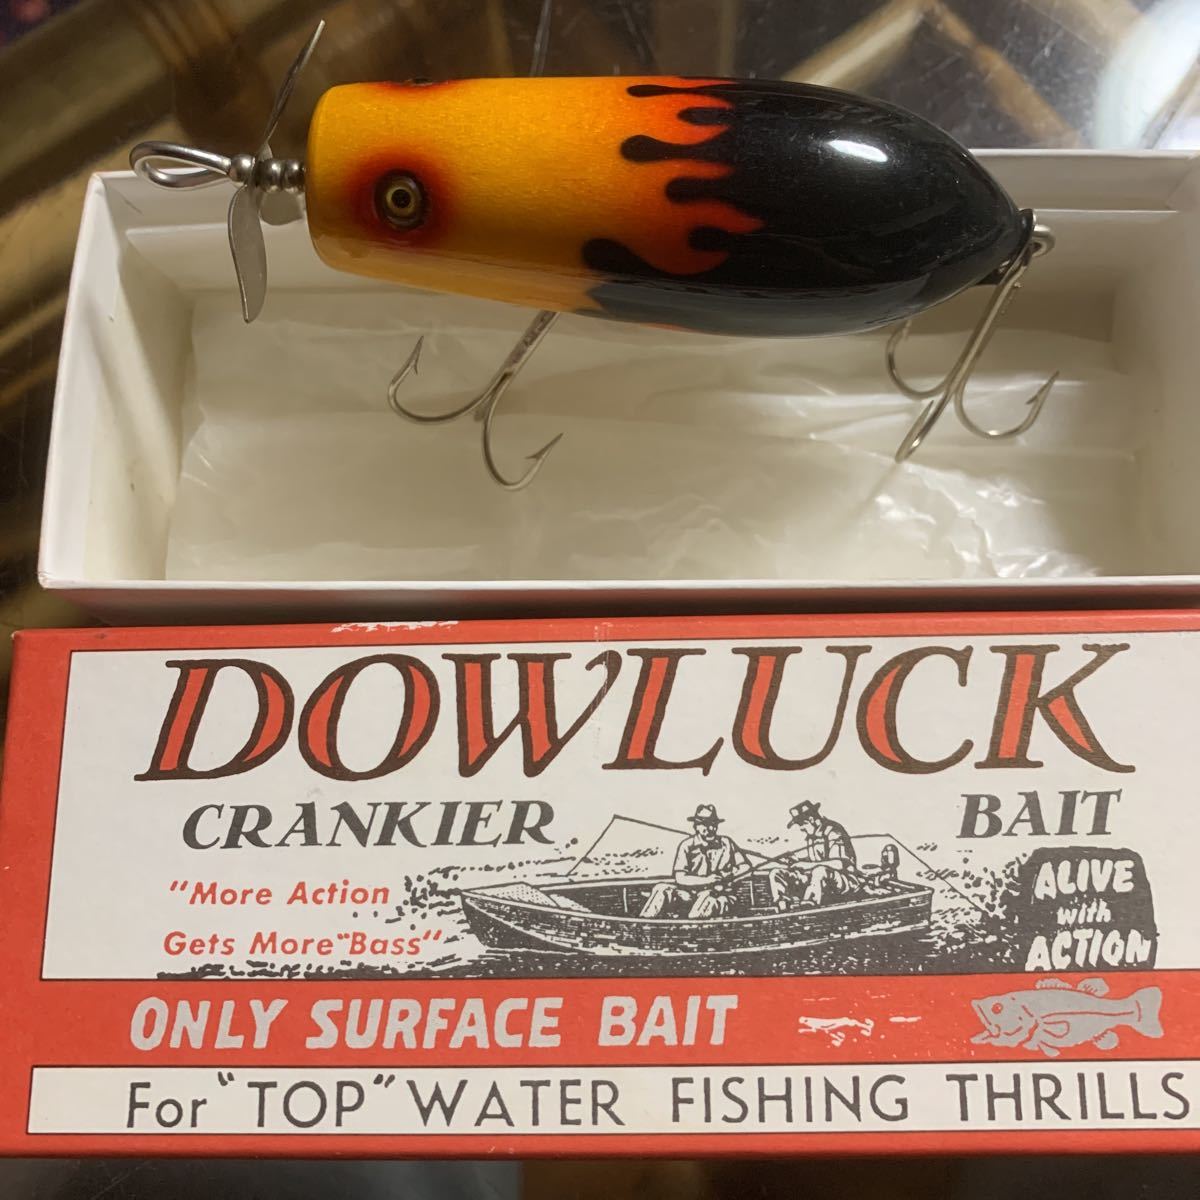 DOWLUCK
CRANKIER BAIT
"More Action
Gets More "Bass"
ALIVE
with
ACTION
ONLY SURFACE BAIT
For "TOP" WATER FISHING THRILLS